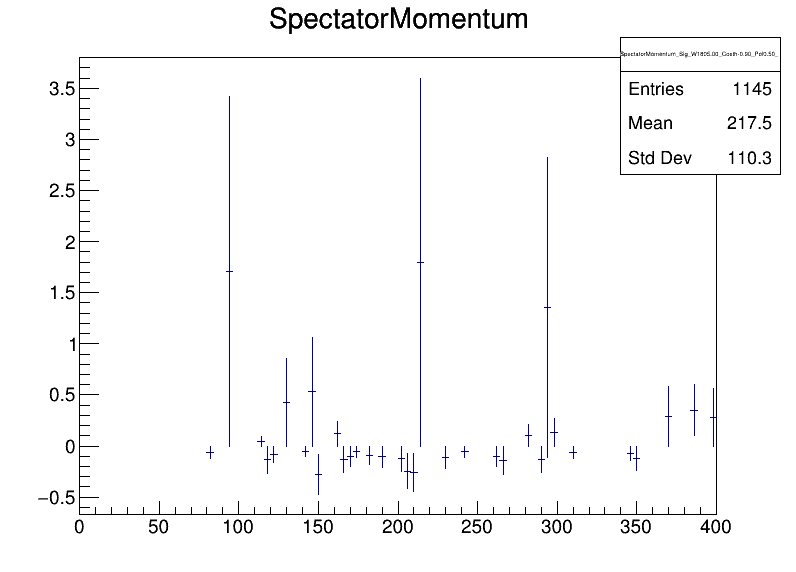 SpectatorMomentum
SpectatorMomentum_Sig_W1805.00_Costh-0.90_Pol0.50_
Entries 1145
Mean 217.5
Std Dev 110.3
3.5
3
2.5
2
1.5
1
0.5
0
−0.5
0 50 100 150 200 250 300 350 400